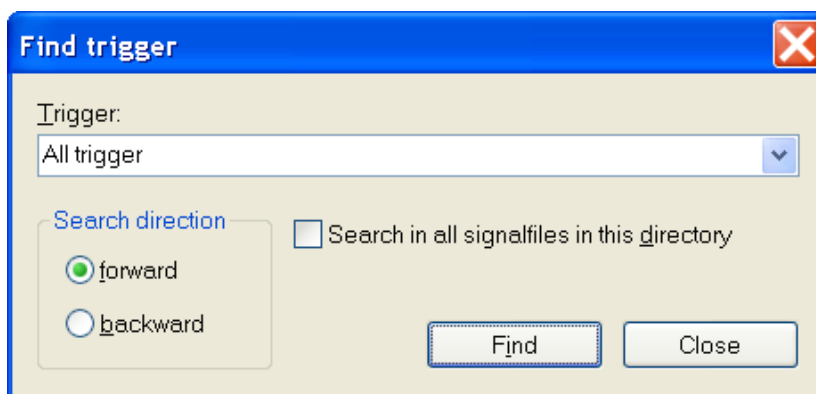 Find trigger
Trigger:
All trigger
Search direction
forward
backward
Search in all signalfiles in this directory
Find
Close